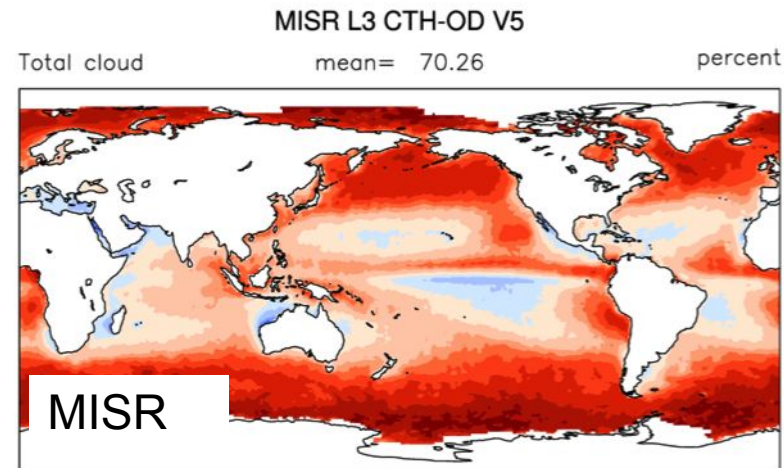 MISR L3 CTH-OD V5
Total cloud mean= 70.26 percent
MISR